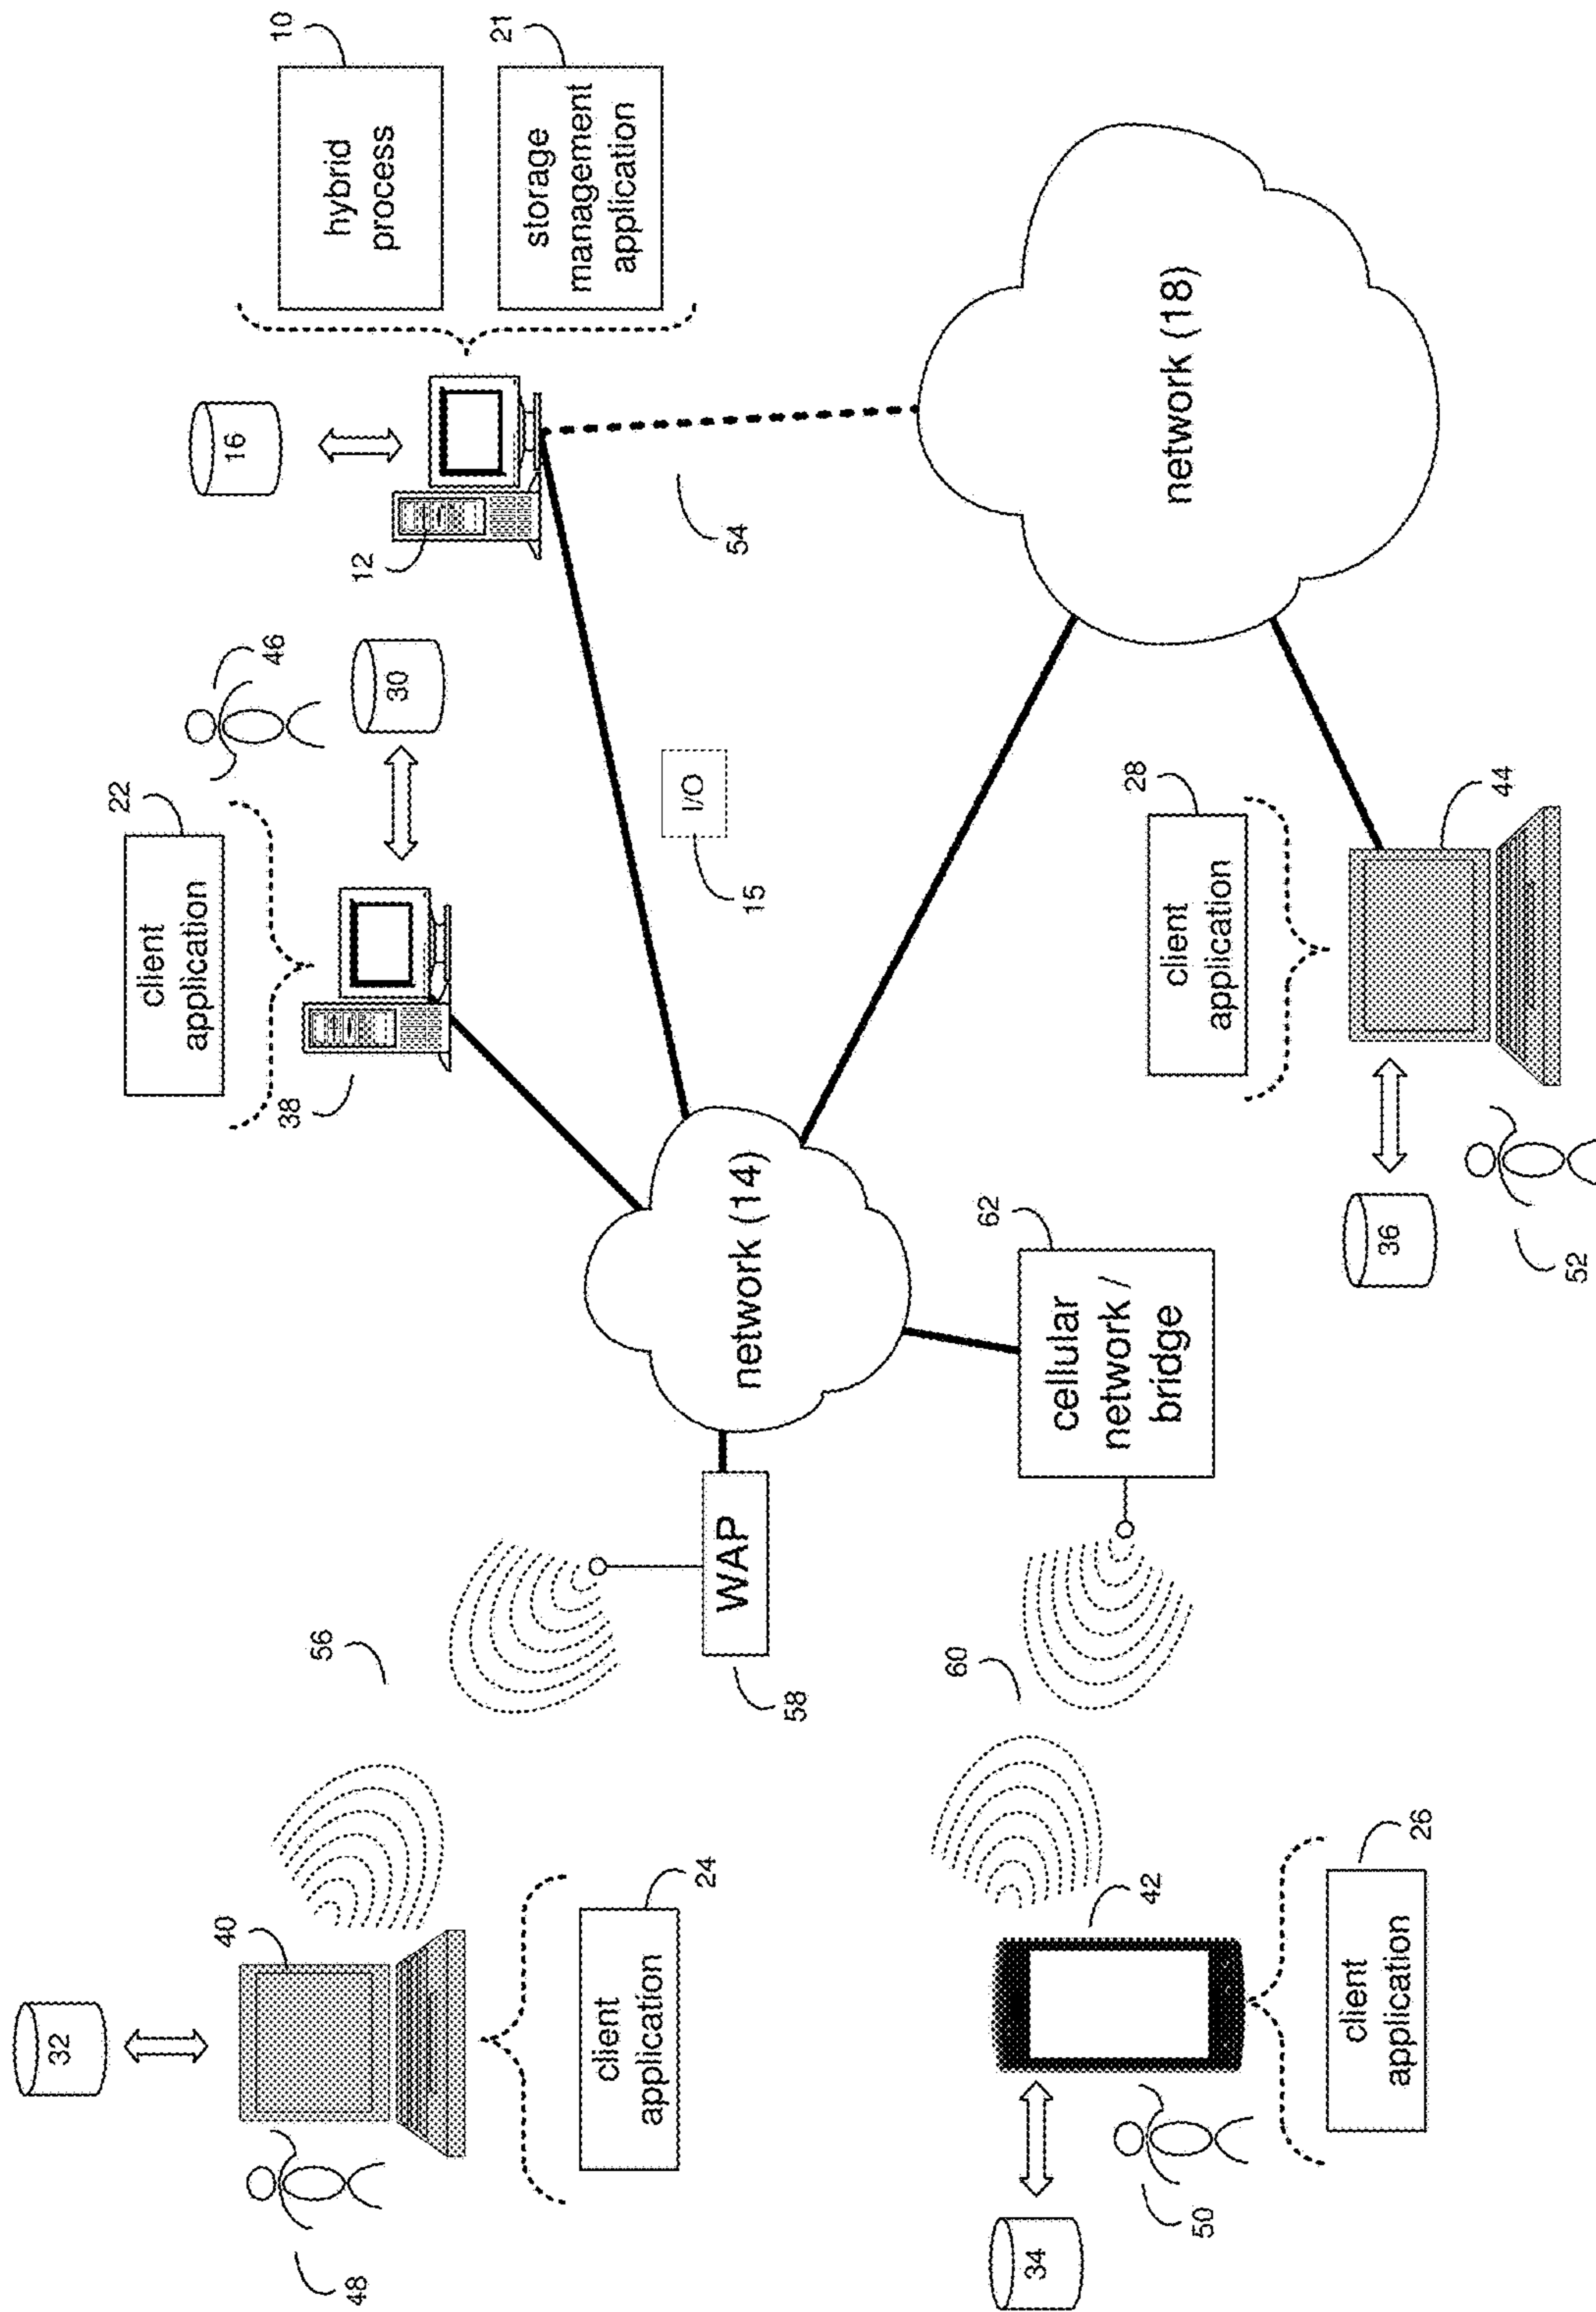 32
22
client
application
16
40
46
10
38
56
hybrid
process
48
12
30
21
storage
management
application
client
application
24
I/O
54
WAP
network (14)
15
58
60
62
34
cellular
network /
bridge
28
42
client
application
network (18)
50
client
application
36
26
44
52